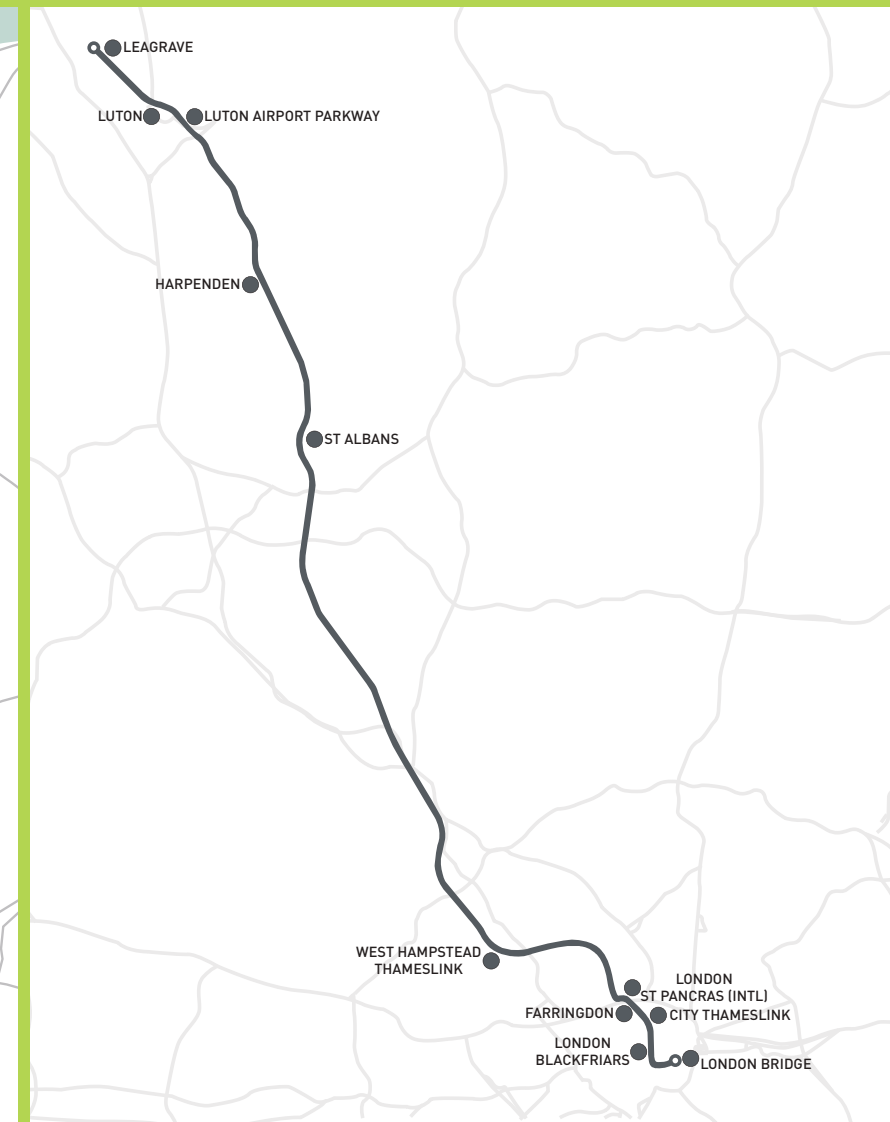 LEAGRAVE
LUTON
LUTON AIRPORT PARKWAY
HARPENDEN
ST ALBANS
WEST HAMPSTEAD
THAMESLINK
LONDON
ST PANCRAS (INTL)
FARRINGDON
CITY THAMESLINK
LONDON
BLACKFRIARS
LONDON BRIDGE